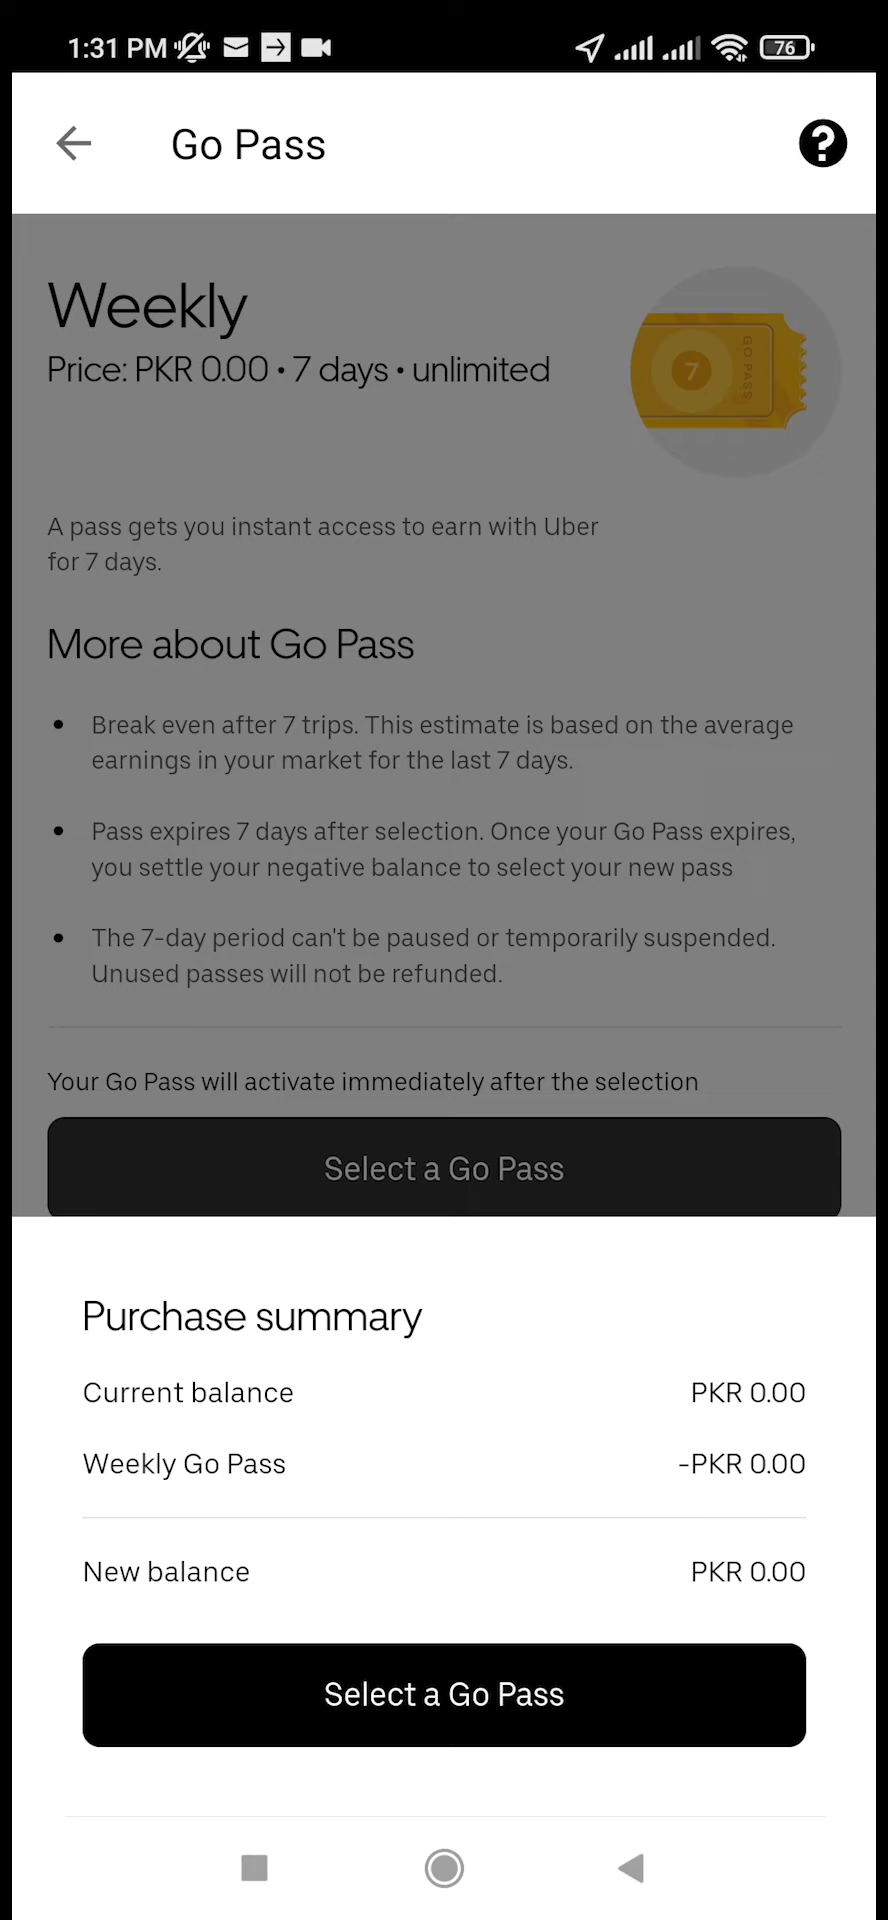 1:31 PM
76
Go Pass
Weekly
Price: PKR 0.00 • 7 days • unlimited
7
GO PASS
A pass gets you instant access to earn with Uber
for 7 days.
More about Go Pass
• Break even after 7 trips. This estimate is based on the average
earnings in your market for the last 7 days.
• Pass expires 7 days after selection. Once your Go Pass expires,
you settle your negative balance to select your new pass
• The 7-day period can't be paused or temporarily suspended.
Unused passes will not be refunded.
Your Go Pass will activate immediately after the selection
Select a Go Pass
Purchase summary
Current balance PKR 0.00
Weekly Go Pass -PKR 0.00
New balance PKR 0.00
Select a Go Pass